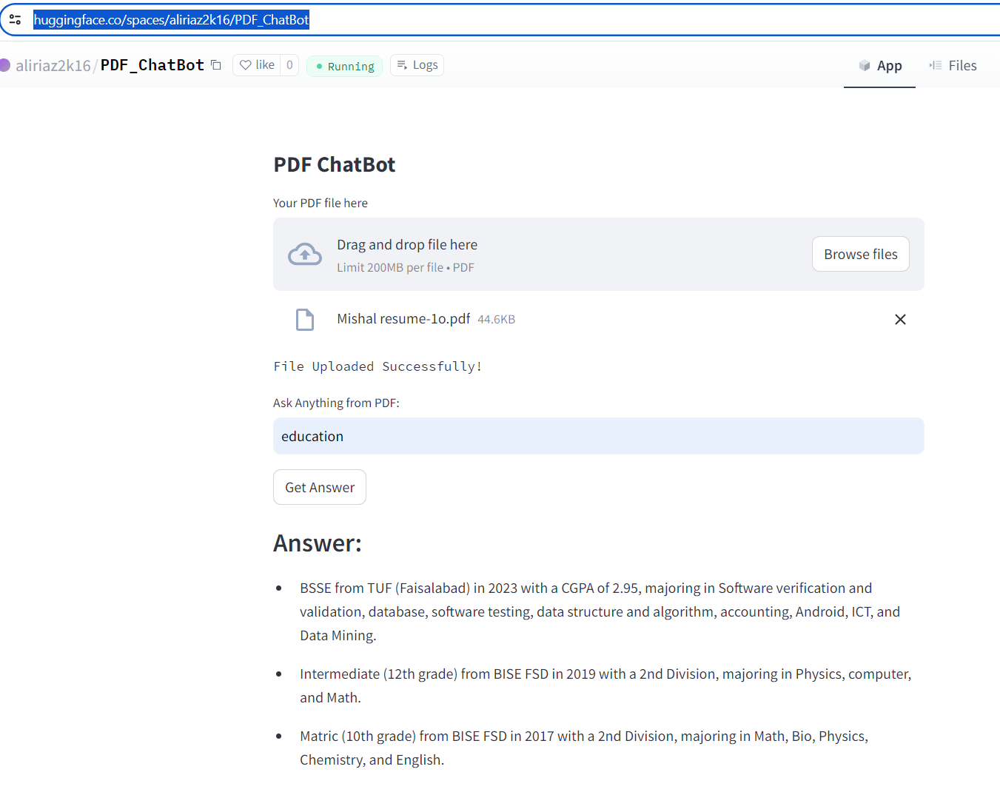 huggingface.co/spaces/aliriaz2k16/PDF_ChatBot
aliriaz2k16/PDF_ChatBot like 0 Running Logs App Files
PDF ChatBot
Your PDF file here
Drag and drop file here
Limit 200MB per file • PDF
Browse files
Mishal resume-1o.pdf 44.6KB
File Uploaded Successfully!
Ask Anything from PDF:
education
Get Answer
Answer:
• BSSE from TUF (Faisalabad) in 2023 with a CGPA of 2.95, majoring in Software verification and
validation, database, software testing, data structure and algorithm, accounting, Android, ICT, and
Data Mining.
• Intermediate (12th grade) from BISE FSD in 2019 with a 2nd Division, majoring in Physics, computer,
and Math.
• Matric (10th grade) from BISE FSD in 2017 with a 2nd Division, majoring in Math, Bio, Physics,
Chemistry, and English.